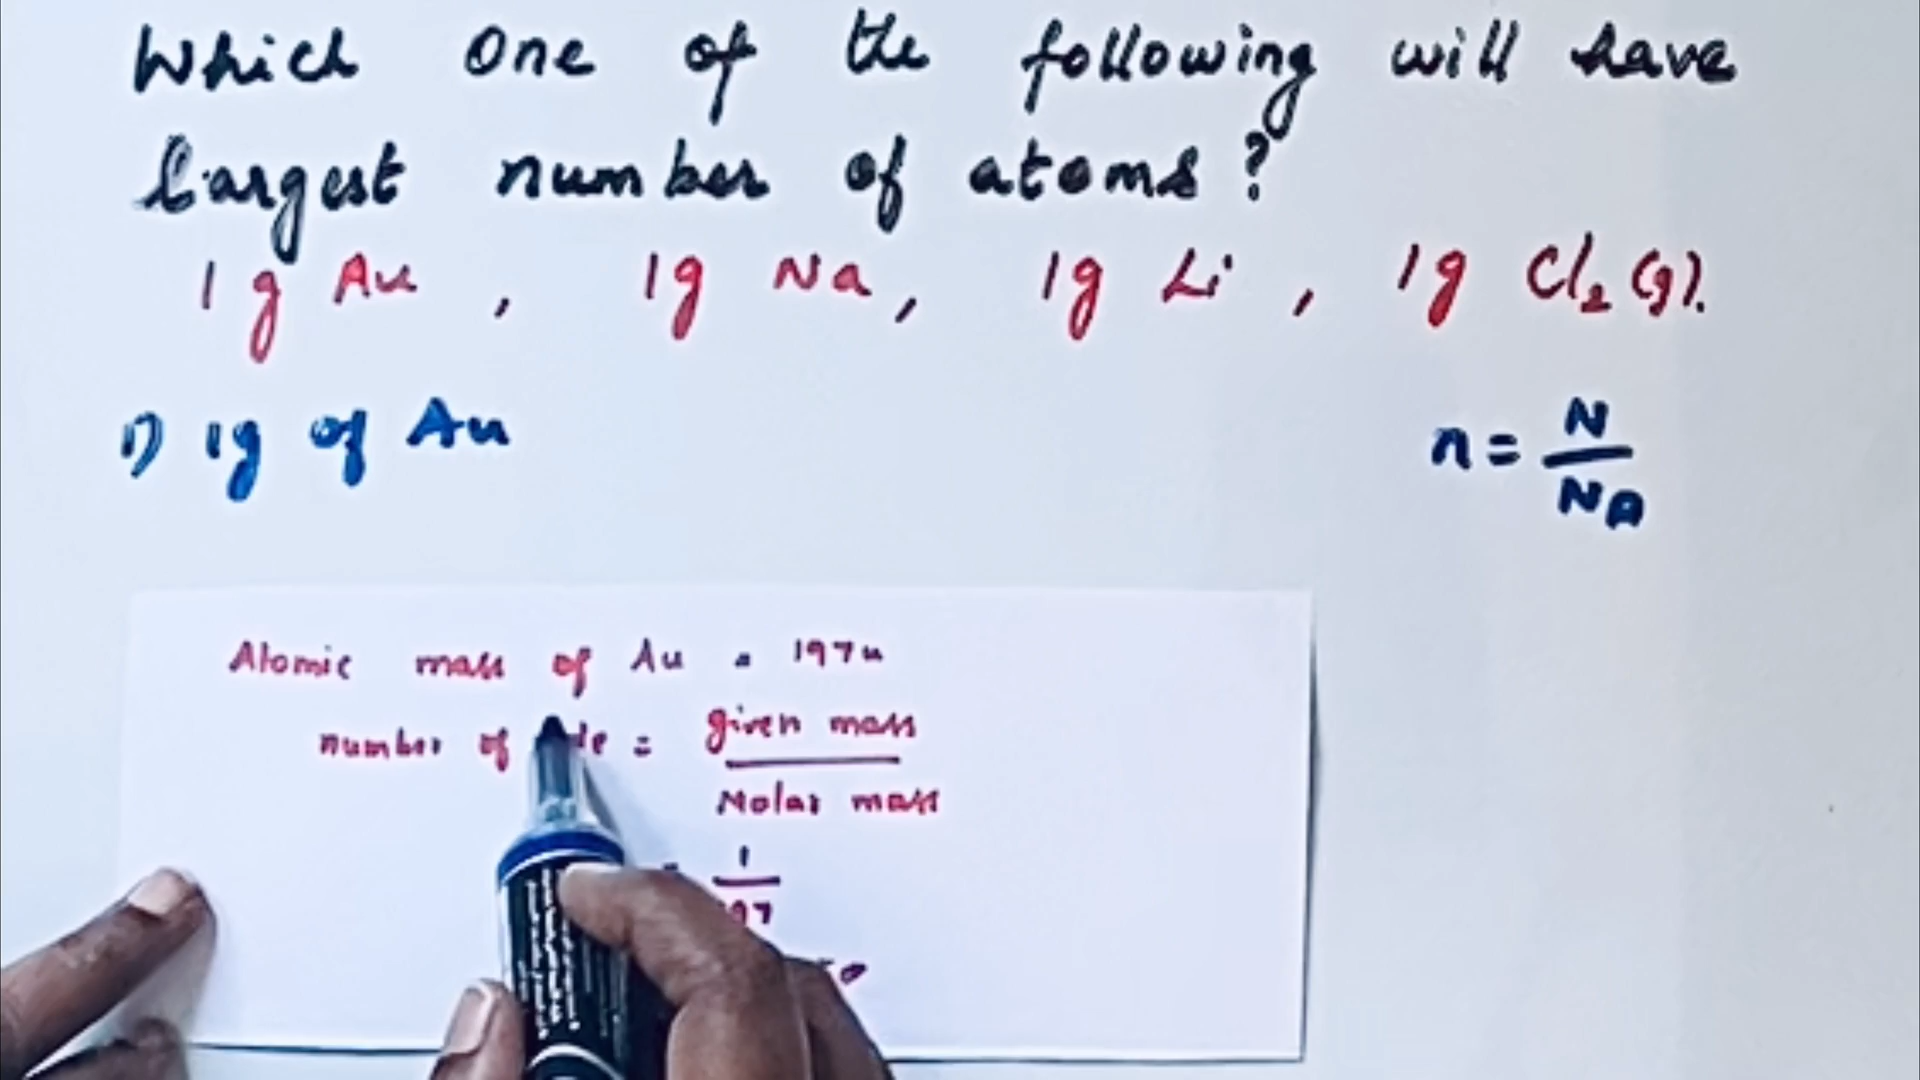 Which One of the following will have
largest number of atoms?
1g Au, 1g Na, 1g Li, 1g Cl₂(g).
1) 1g of Au
n = N / N_A
Atomic mass of Au = 197u
number of = given mass / Molar mass
= 1 /